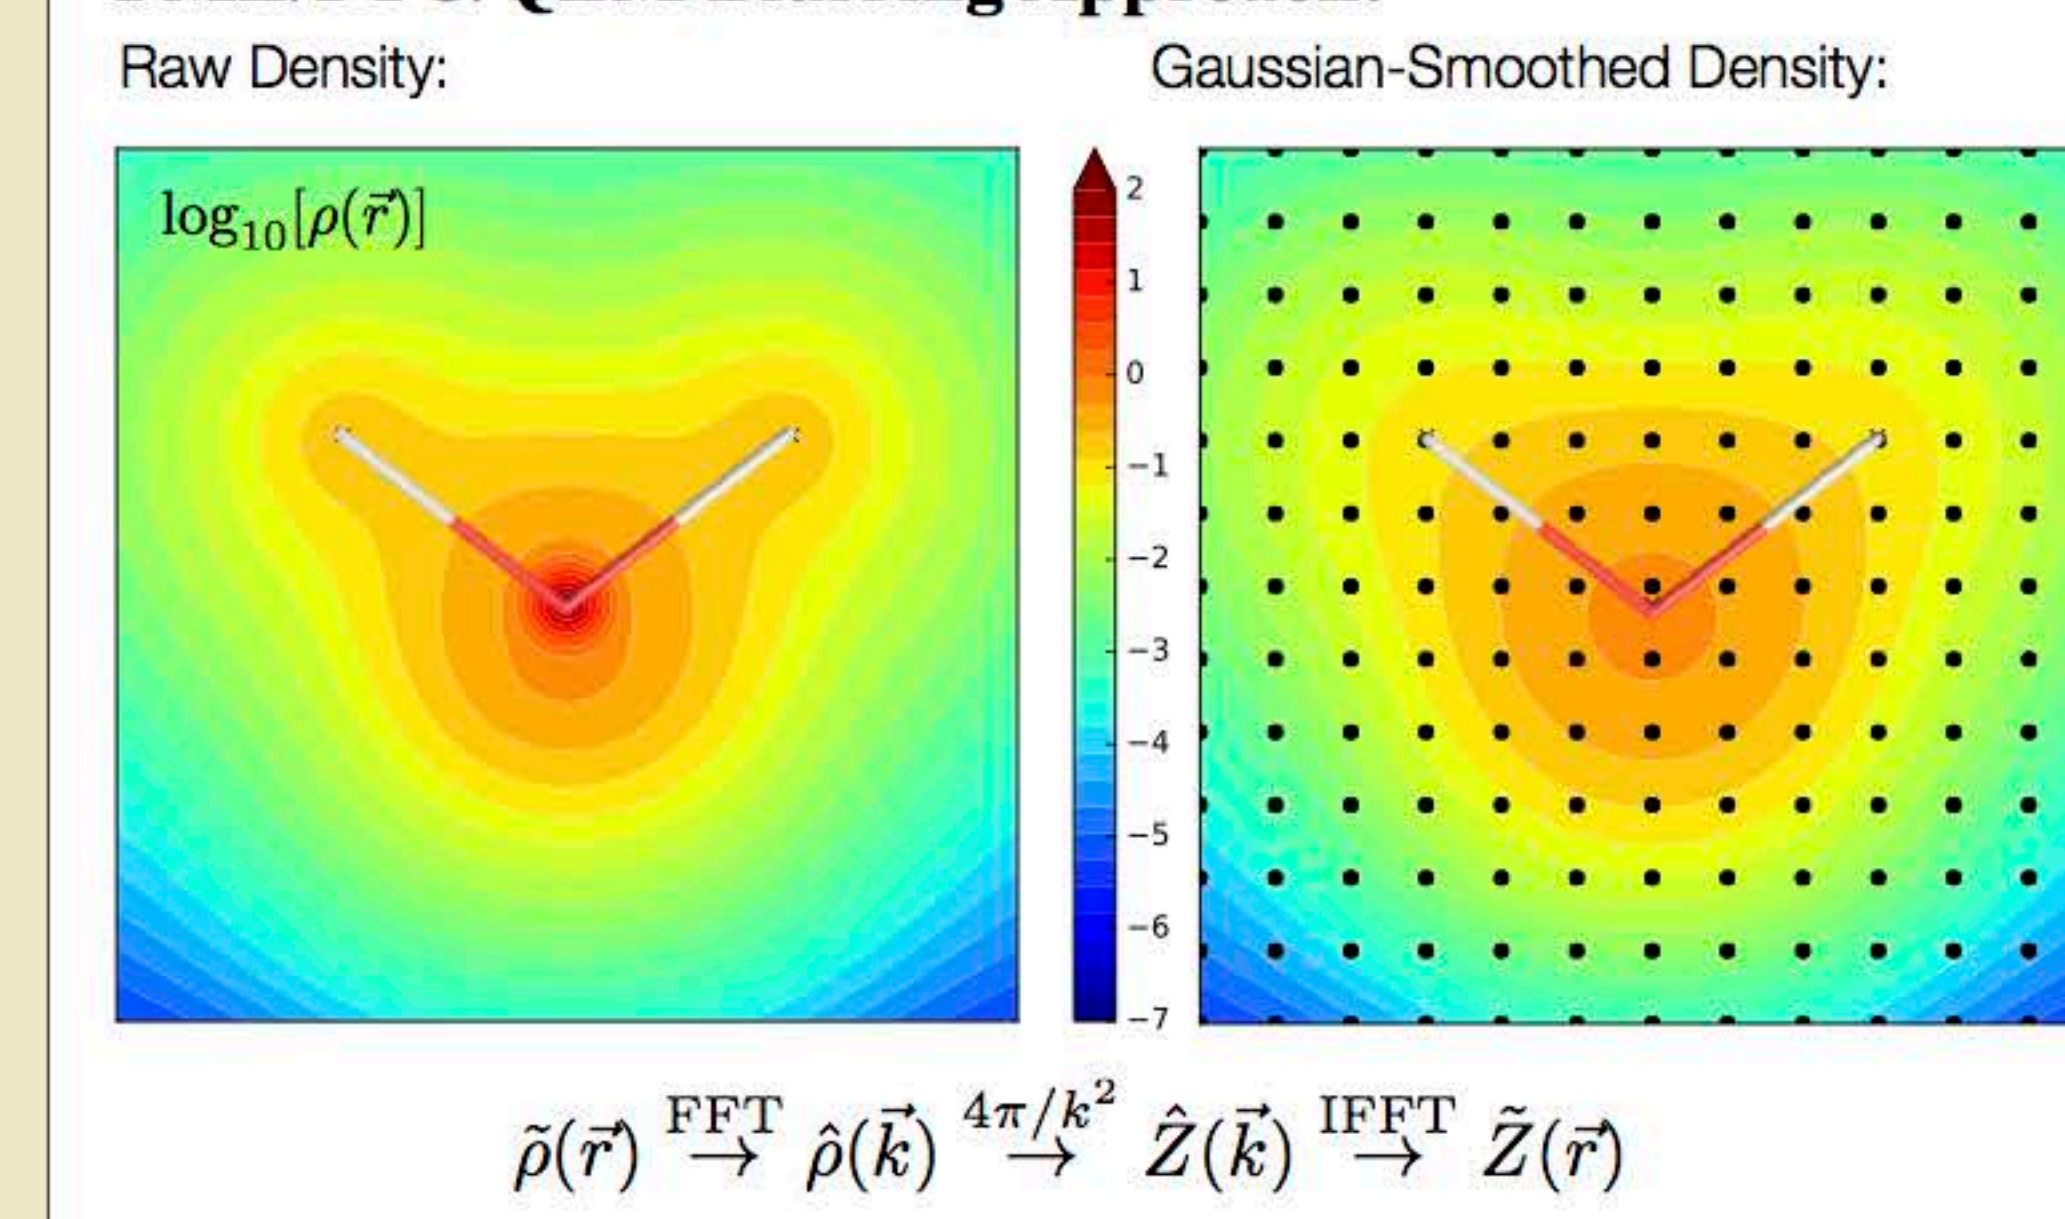 Raw Density:
Gaussian-Smoothed Density:
log₁₀[ρ(r⃗)]
2
1
0
−1
−2
−3
−4
−5
−6
−7
ρ̃(r⃗) FFT→ ρ̂(k⃗) 4π/k²→ Ẑ(k⃗) IFFT→ Z̃(r⃗)